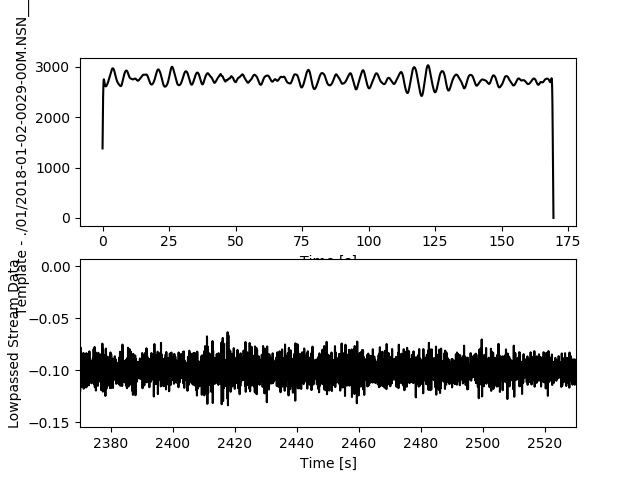 Template - ./01/2018-01-02-0029-00M.NSN__
3000
2000
1000
0
0 25 50 75 100 125 150 175
Time [s]
Lowpassed Stream Data
0.00
−0.05
−0.10
−0.15
2380 2400 2420 2440 2460 2480 2500 2520
Time [s]